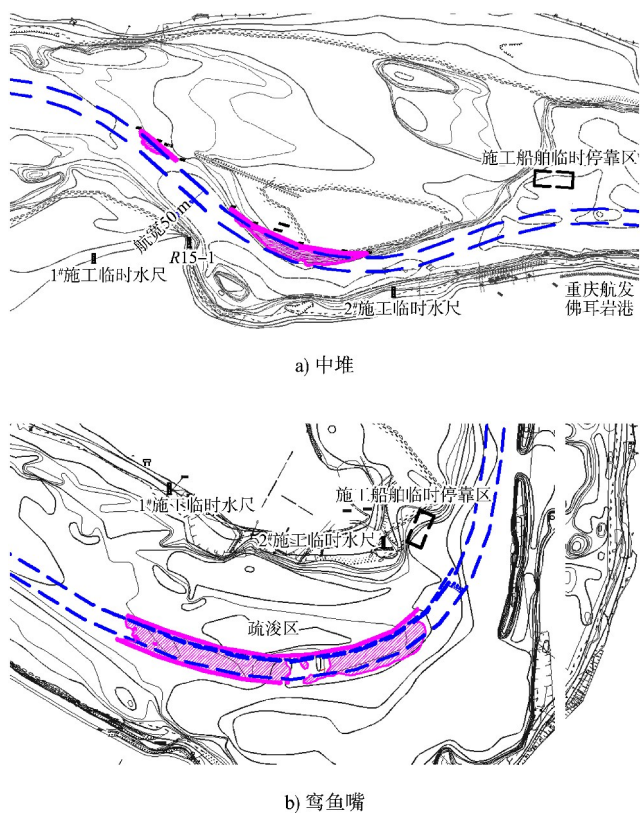 施工船舶临时停靠区
航宽50 m
R15-1
1#施工临时水尺
2#施工临时水尺
重庆航发
佛耳岩港
a) 中堆
施工船舶临时停靠区
1#施工临时水尺
2#施工临时水尺
疏浚区
b) 鸳鱼嘴